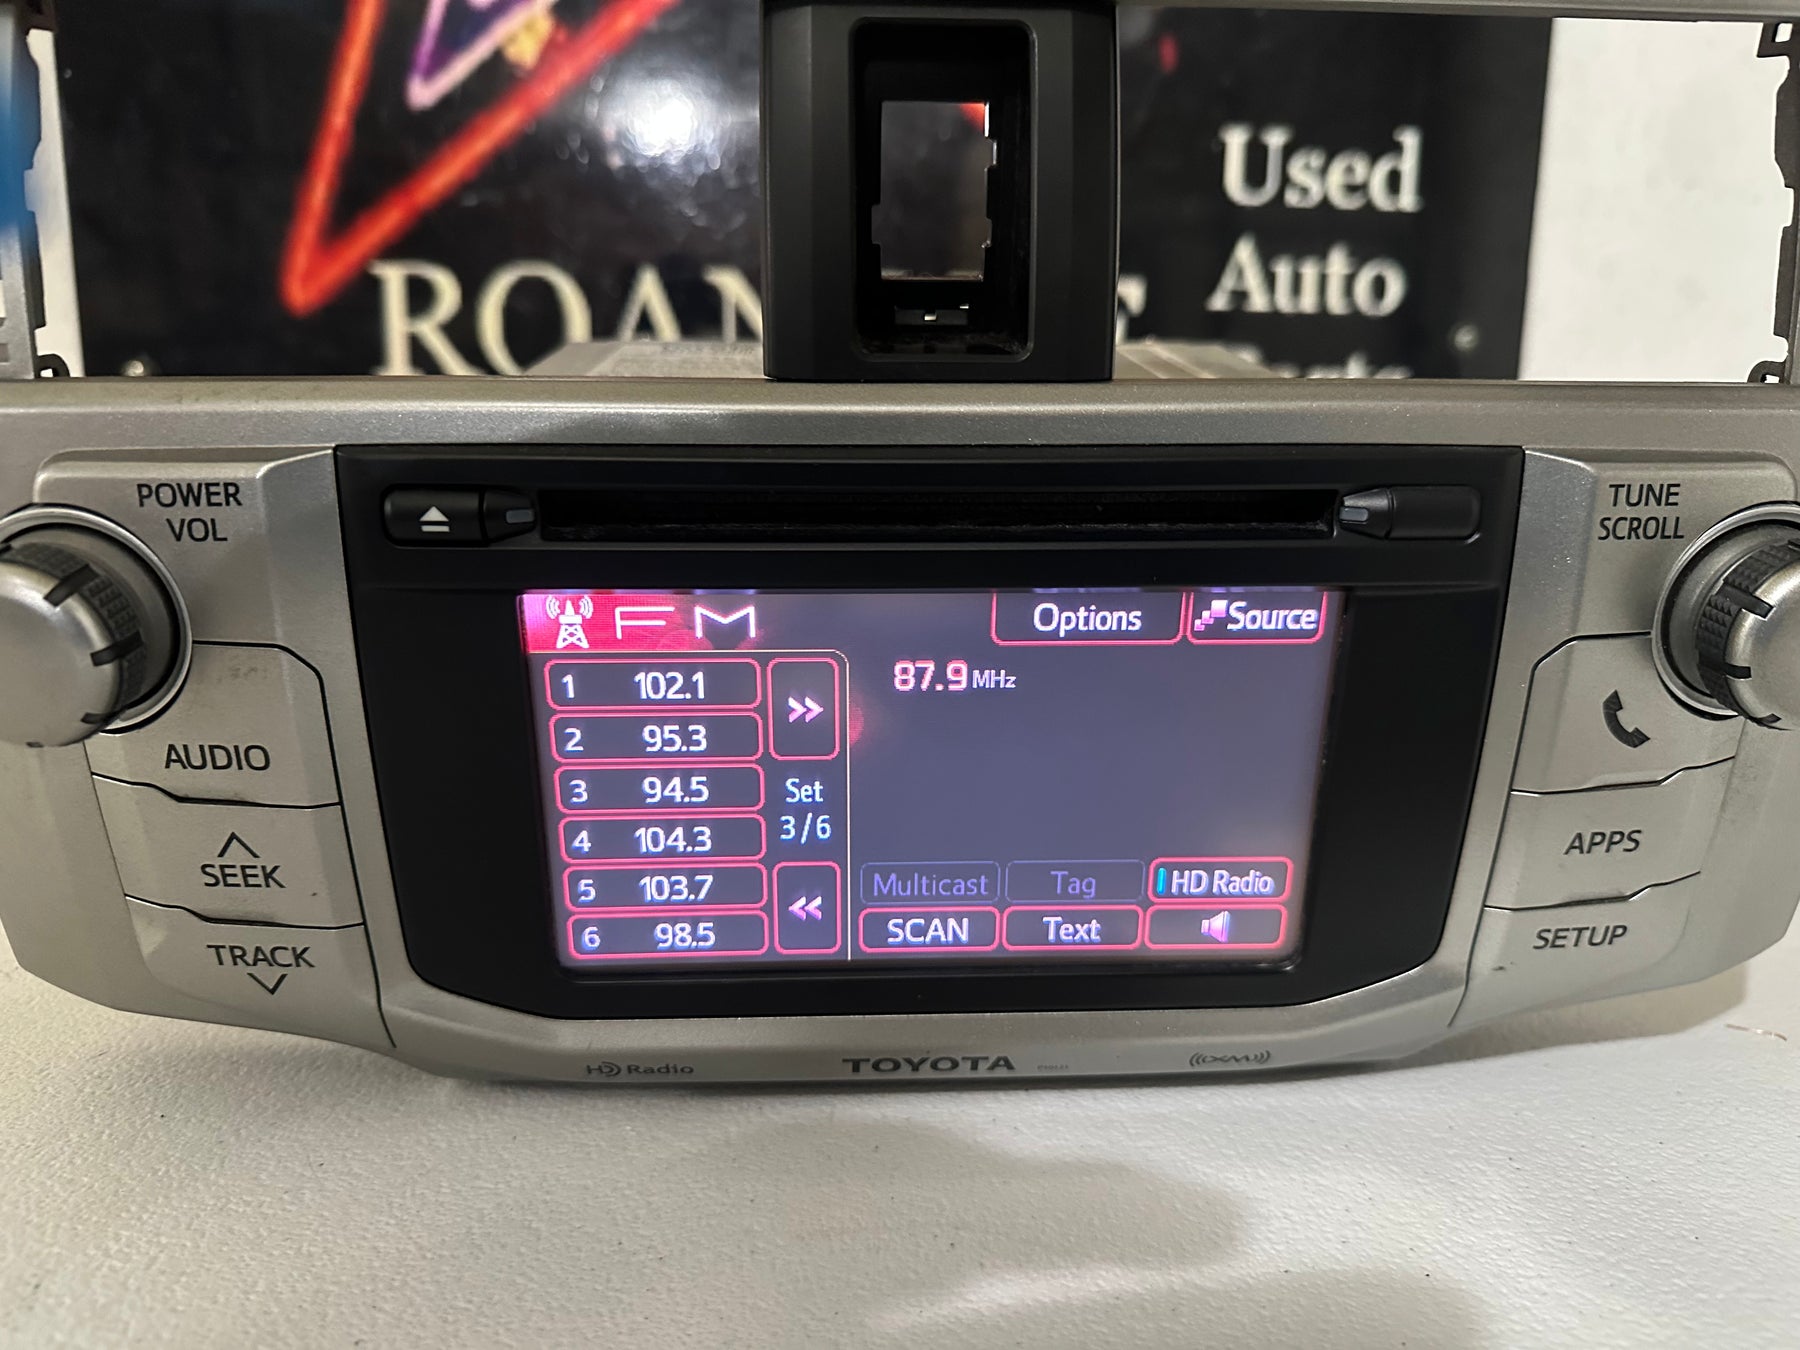 Used
Auto
POWER
VOL
TUNE
SCROLL
FM
Options
Source
1 102.1
2 95.3
3 94.5
4 104.3
5 103.7
6 98.5
Set
3/6
87.9 MHz
Multicast
Tag
HD Radio
SCAN
Text
AUDIO
SEEK
TRACK
APPS
SETUP
HD Radio
TOYOTA
((XM))